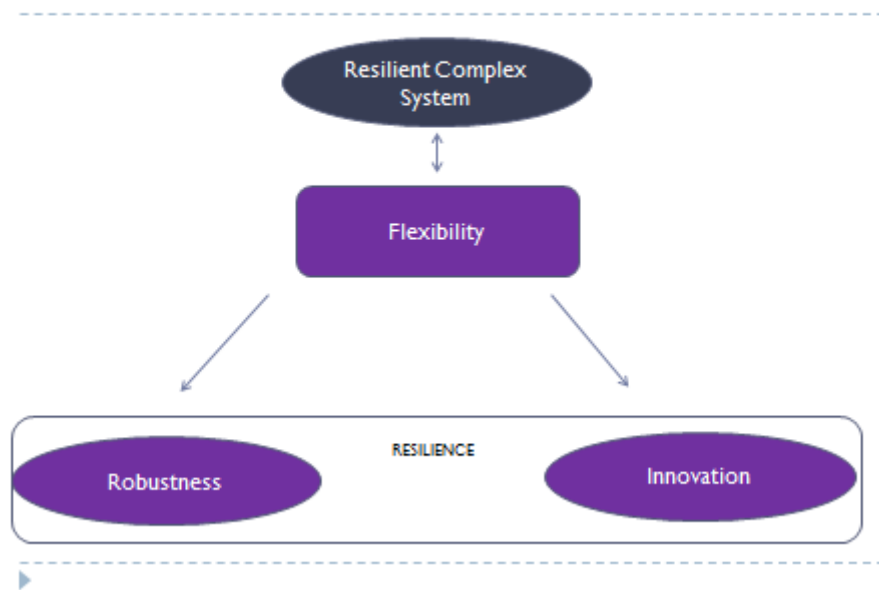 Resilient Complex
System
Flexibility
RESILIENCE
Robustness
Innovation